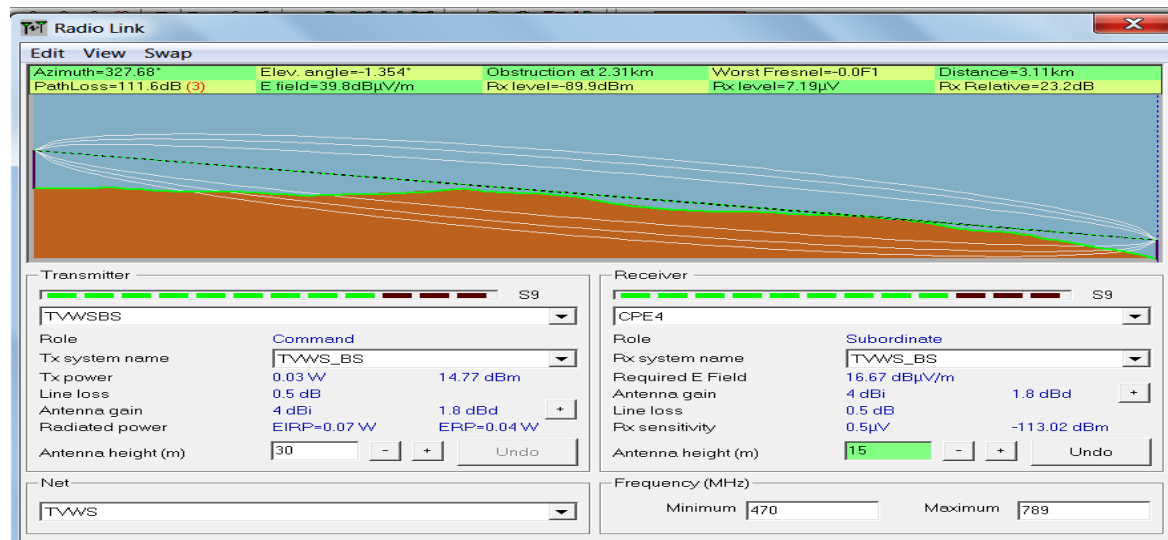 Radio Link
Edit View Swap
Azimuth=327.68° Elev. angle=-1.354° Obstruction at 2.31km Worst Fresnel=-0.0F1 Distance=3.11km
PathLoss=111.6dB (3) E field=39.8dBµV/m Rx level=-89.9dBm Rx level=7.19µV Rx Relative=23.2dB
Transmitter
S9
TVWSBS
Role Command
Tx system name TVWS_BS
Tx power 0.03 W 14.77 dBm
Line loss 0.5 dB
Antenna gain 4 dBi 1.8 dBd +
Radiated power EIRP=0.07 W ERP=0.04 W
Antenna height (m) 30 - + Undo
Receiver
S9
CPE4
Role Subordinate
Rx system name TVWS_BS
Required E Field 16.67 dBµV/m
Antenna gain 4 dBi 1.8 dBd +
Line loss 0.5 dB
Rx sensitivity 0.5µV -113.02 dBm
Antenna height (m) 15 - + Undo
Net
TVWS
Frequency (MHz)
Minimum 470 Maximum 789